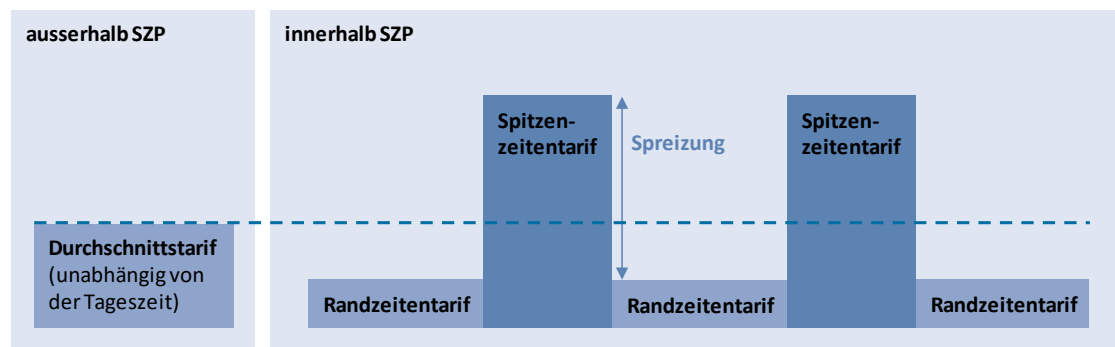 ausserhalb SZP
innerhalb SZP
Spitzen-
zeitentarif
Spreizung
Spitzen-
zeitentarif
Durchschnittstarif
(unabhängig von
der Tageszeit)
Randzeitentarif
Randzeitentarif
Randzeitentarif